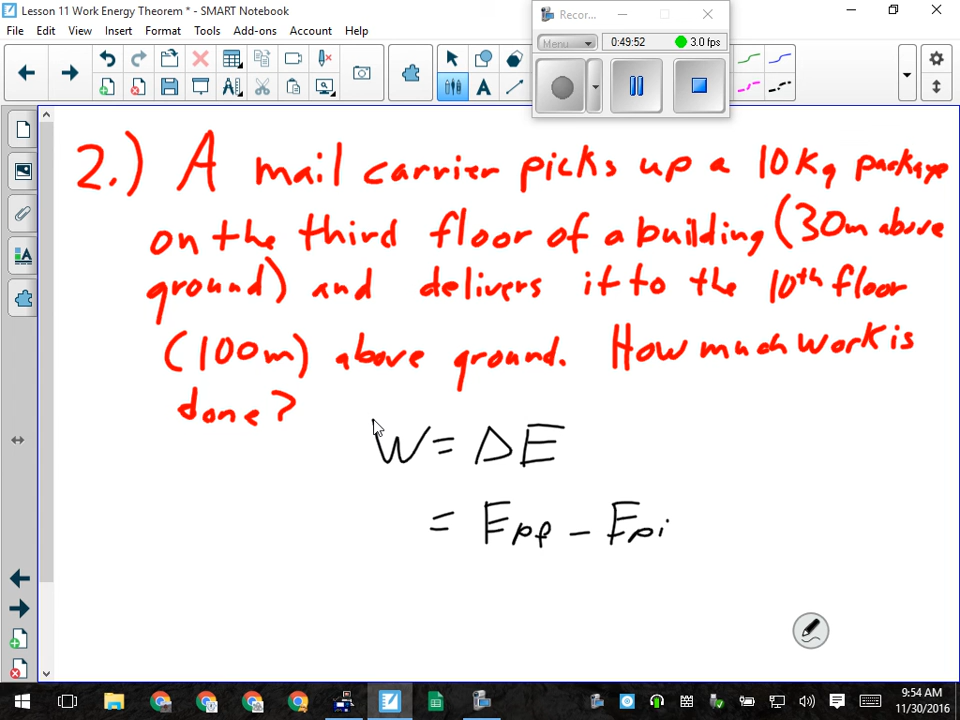 Lesson 11 Work Energy Theorem * - SMART Notebook
Recor...
File Edit View Insert Format Tools Add-ons Account Help
Menu
0:49:52
3.0 fps
2.) A mail carrier picks up a 10Kg package
on the third floor of a building (30m above
ground) and delivers it to the 10th floor
(100m) above ground. How much work is
done?
W = ΔE
= Epf - Epi
9:54 AM
11/30/2016